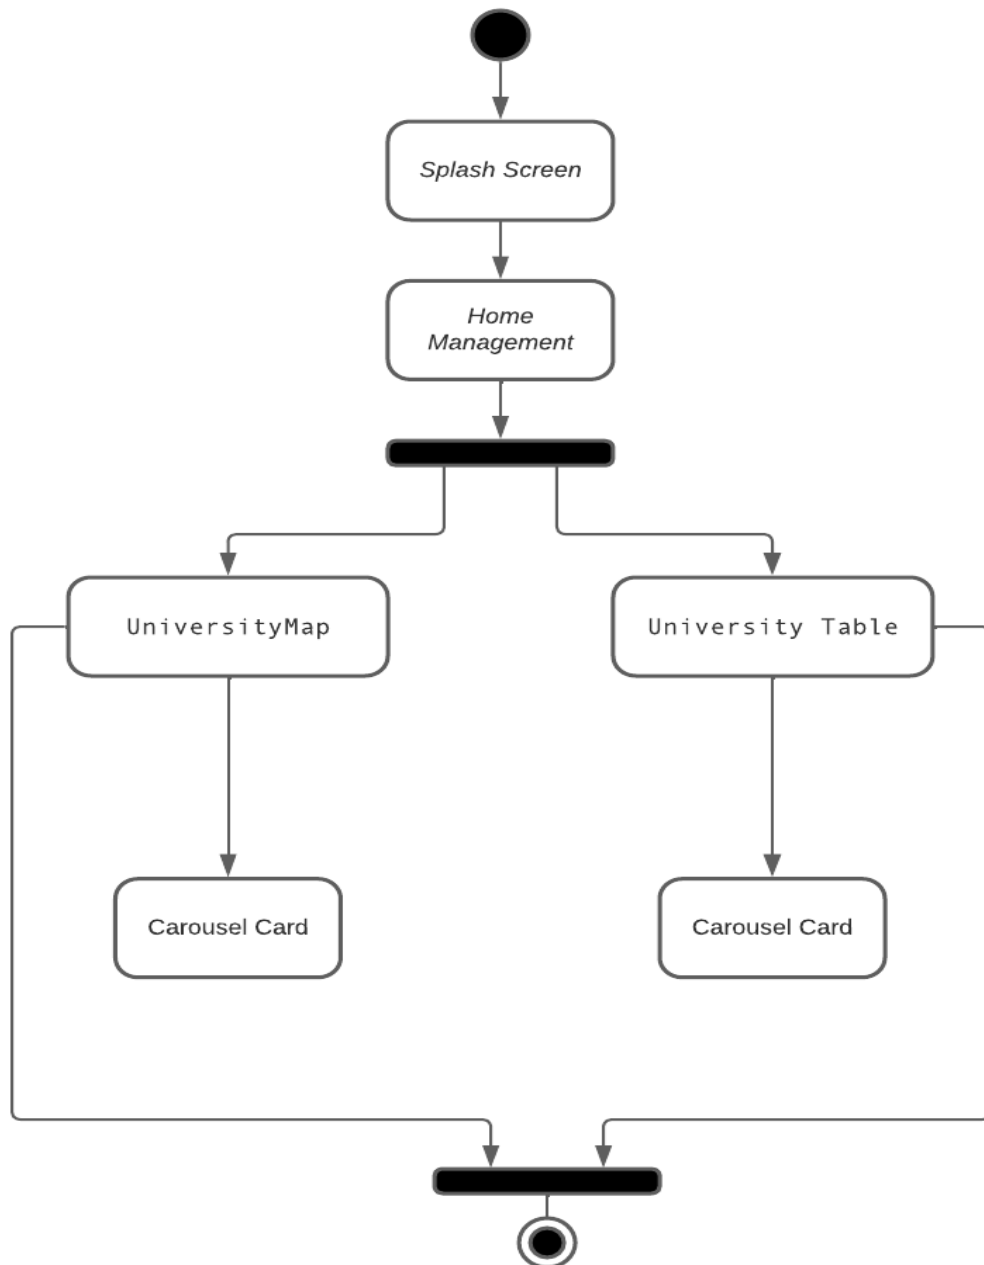 Splash Screen
Home
Management
UniversityMap
University Table
Carousel Card
Carousel Card